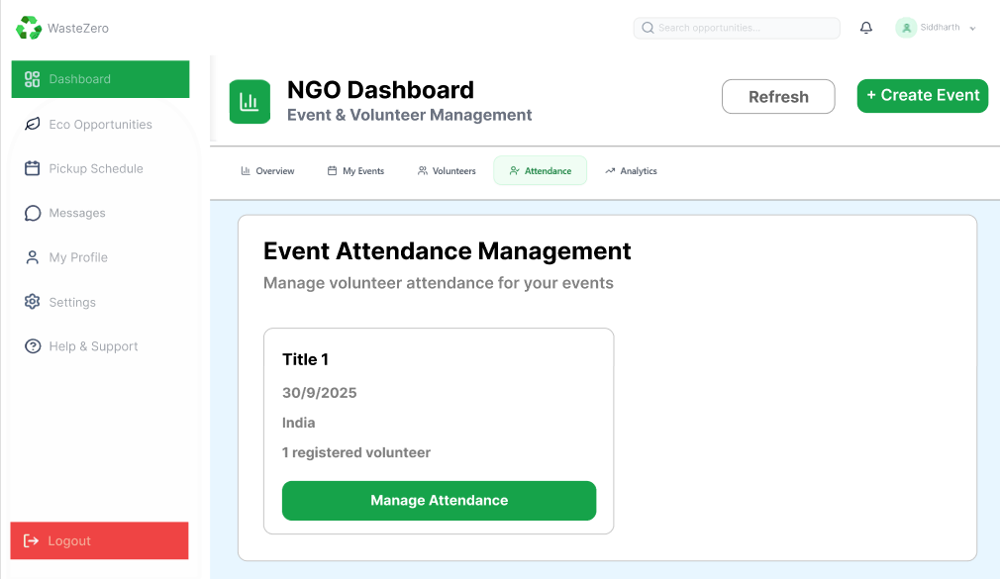 WasteZero
Search opportunities...
Siddharth
Dashboard
Eco Opportunities
Pickup Schedule
Messages
My Profile
Settings
Help & Support
Logout
NGO Dashboard
Event & Volunteer Management
Refresh
+ Create Event
Overview
My Events
Volunteers
Attendance
Analytics
Event Attendance Management
Manage volunteer attendance for your events
Title 1
30/9/2025
India
1 registered volunteer
Manage Attendance